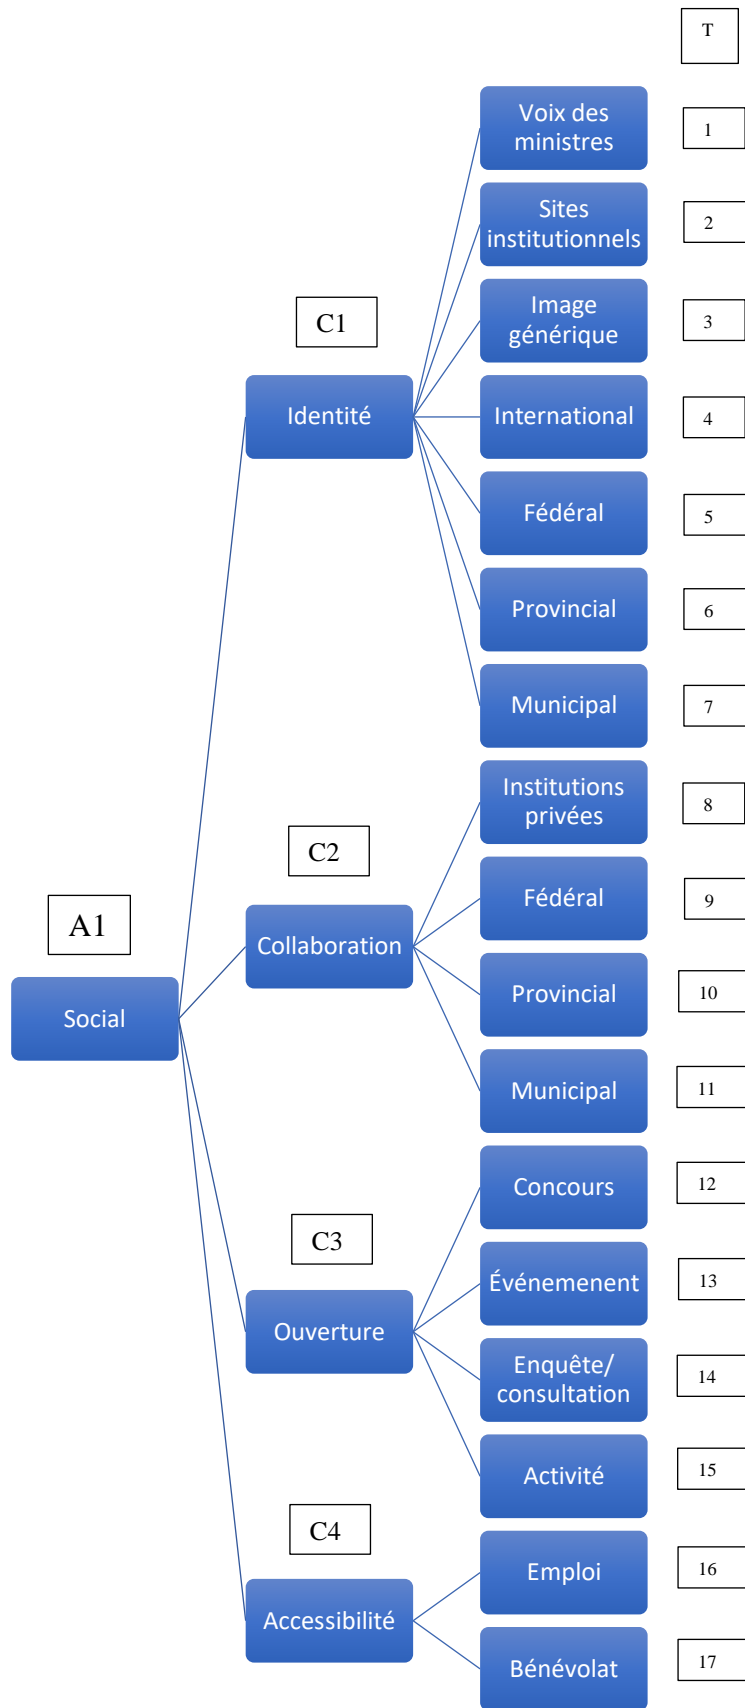 T
Voix des
ministres
1
Sites
institutionnels
2
Image
générique
3
C1
Identité
International
4
Fédéral
5
Provincial
6
Municipal
7
Institutions
privées
8
C2
Fédéral
9
A1
Collaboration
Social
Provincial
10
Municipal
11
Concours
12
C3
Événemenent
13
Ouverture
Enquête/
consultation
14
Activité
15
C4
Emploi
16
Accessibilité
Bénévolat
17